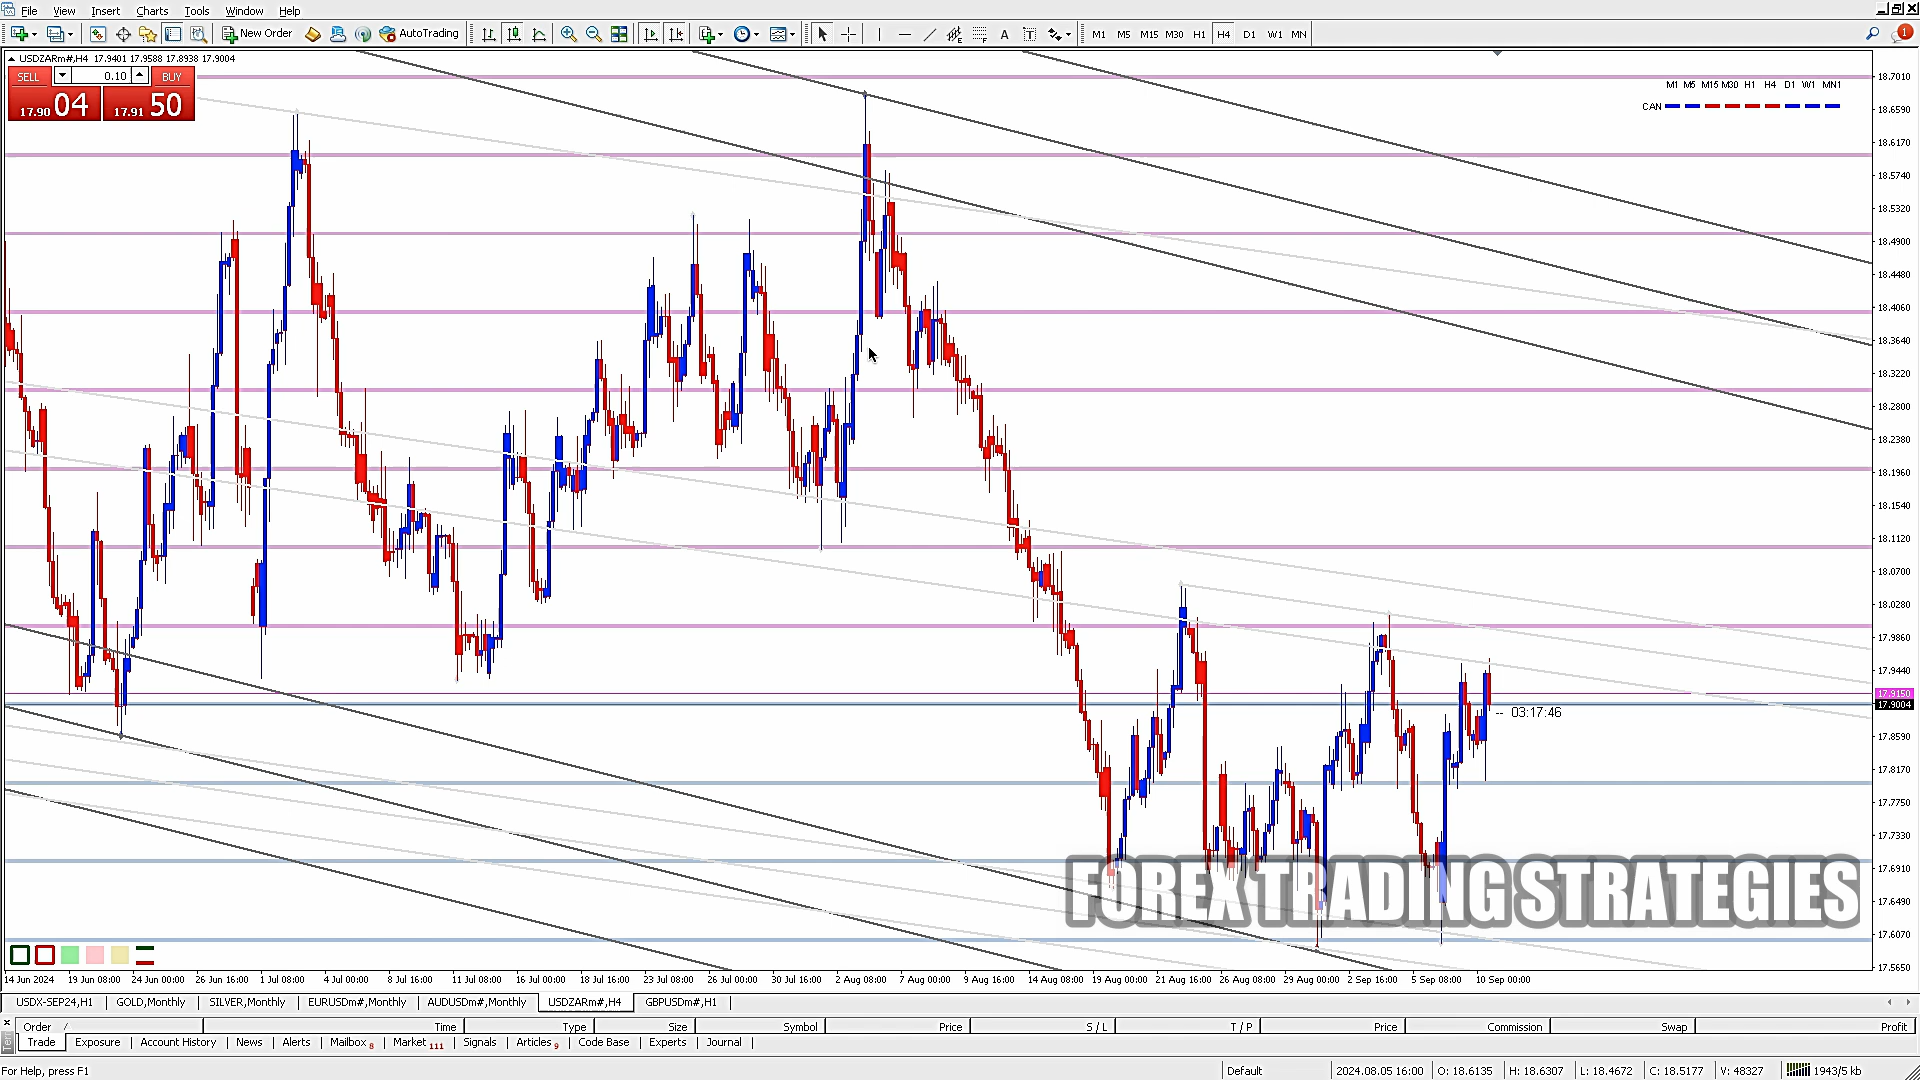 File View Insert Charts Tools Window Help
New Order AutoTrading M1 M5 M15 M30 H1 H4 D1 W1 MN 1
USDZARm#,H4 17.9401 17.9588 17.8938 17.9004
SELL 0.10 BUY
17.90 04 17.91 50
M1 M5 M15 M30 H1 H4 D1 W1 MN1
CAN
18.7010
18.6590
18.6170
18.5740
18.5320
18.4900
18.4480
18.4060
18.3640
18.3220
18.2800
18.2380
18.1960
18.1540
18.1120
18.0700
18.0280
17.9860
17.9440
17.9150
17.9004
-- 03:17:46
17.8590
17.8170
17.7750
17.7330
17.6910
17.6490
17.6070
17.5650
FOREX TRADING STRATEGIES
14 Jun 2024 19 Jun 08:00 24 Jun 00:00 26 Jun 16:00 1 Jul 08:00 4 Jul 00:00 8 Jul 16:00 11 Jul 08:00 16 Jul 00:00 18 Jul 16:00 23 Jul 08:00 26 Jul 00:00 30 Jul 16:00 2 Aug 08:00 7 Aug 00:00 9 Aug 16:00 14 Aug 08:00 19 Aug 00:00 21 Aug 16:00 26 Aug 08:00 29 Aug 00:00 2 Sep 16:00 5 Sep 08:00 10 Sep 00:00
USDX-SEP24,H1 GOLD,Monthly SILVER,Monthly EURUSDm#,Monthly AUDUSDm#,Monthly USDZARm#,H4 GBPUSDm#,H1
Order / Time Type Size Symbol Price S / L T / P Price Commission Swap Profit
Trade Exposure Account History News Alerts Mailbox 8 Market 111 Signals Articles 9 Code Base Experts Journal
For Help, press F1 Default 2024.08.05 16:00 O: 18.6135 H: 18.6307 L: 18.4672 C: 18.5177 V: 48327 1943/5 kb